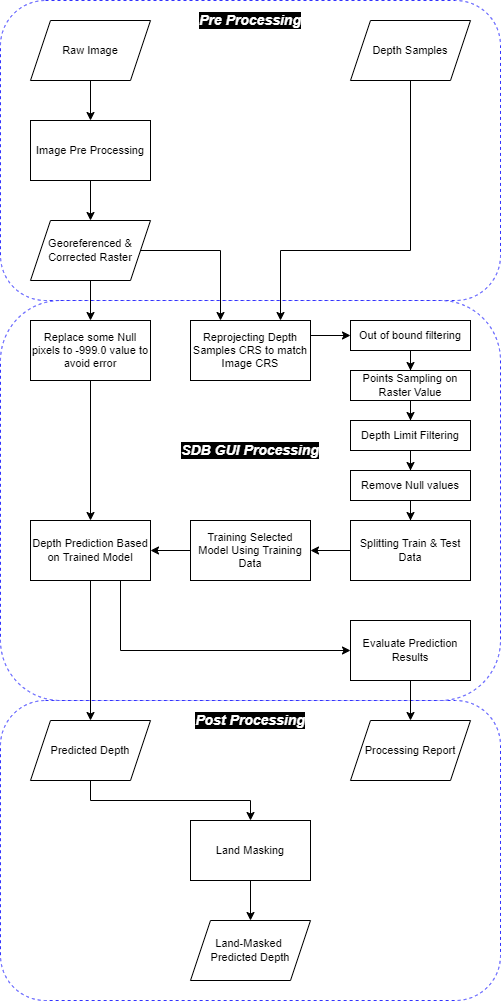 Pre Processing
Raw Image
Depth Samples
Image Pre Processing
Georeferenced &
Corrected Raster
Replace some Null
pixels to -999.0 value to
avoid error
Reprojecting Depth
Samples CRS to match
Image CRS
Out of bound filtering
Points Sampling on
Raster Value
Depth Limit Filtering
SDB GUI Processing
Remove Null values
Depth Prediction Based
on Trained Model
Training Selected
Model Using Training
Data
Splitting Train & Test
Data
Evaluate Prediction
Results
Post Processing
Predicted Depth
Processing Report
Land Masking
Land-Masked
Predicted Depth